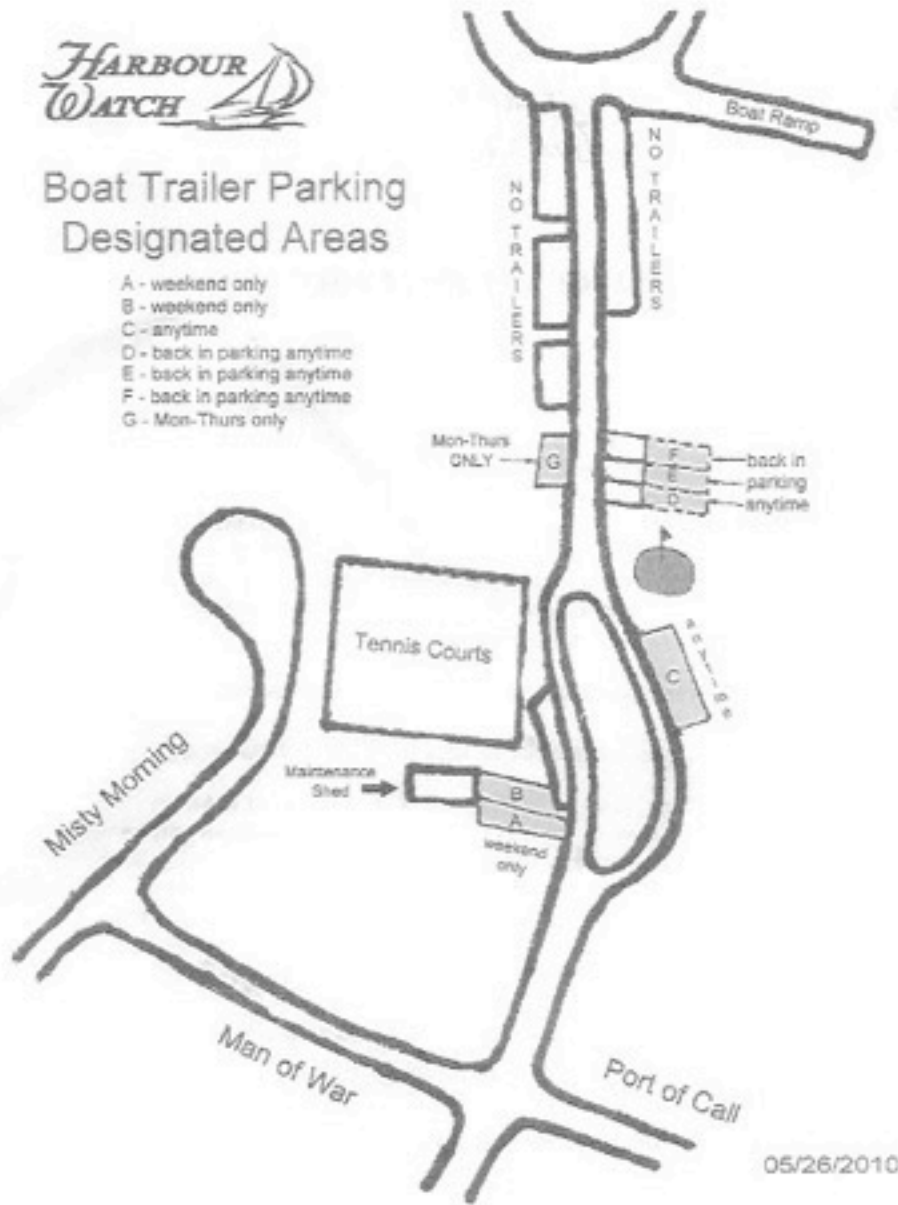 HARBOUR
WATCH
Boat Trailer Parking
Designated Areas
A - weekend only
B - weekend only
C - anytime
D - back in parking anytime
E - back in parking anytime
F - back in parking anytime
G - Mon-Thurs only
Boat Ramp
NO TRAILERS
NO TRAILERS
Mon-Thurs
ONLY
G
F
E
D
back in
parking
anytime
Tennis Courts
C
Maintenance
Shed
B
A
weekend
only
Misty Morning
Man of War
Port of Call
05/26/2010